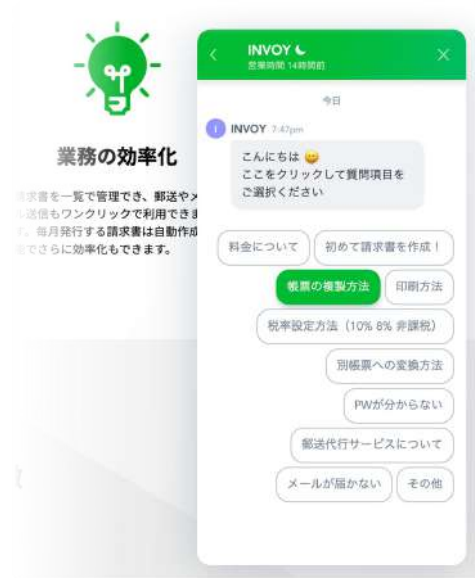 業務の効率化
求書を一覧で管理でき、郵送やメ
送信もワンクリックで利用できま
毎月発行する請求書は自動作成
でさらに効率化もできます。
INVOY
営業時間 14時間前
今日
I INVOY 7:47pm
こんにちは 😀
ここをクリックして質問項目を
ご選択ください
料金について 初めて請求書を作成！
帳票の複製方法 印刷方法
税率設定方法（10% 8% 非課税）
別帳票への変換方法
PWが分からない
郵送代行サービスについて
メールが届かない その他